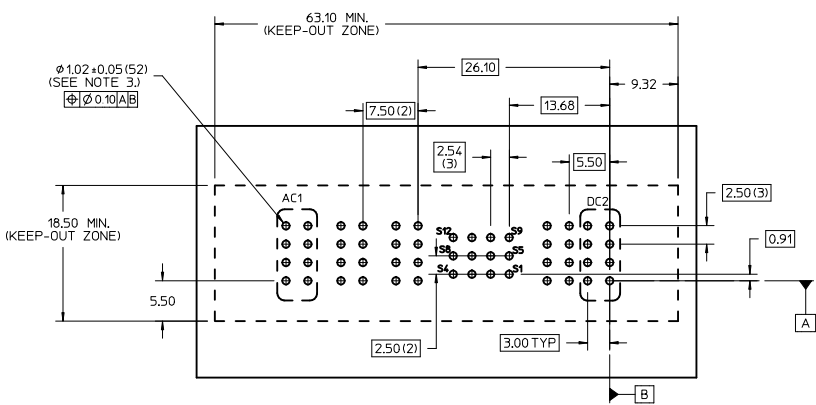 63.10 MIN.
(KEEP-OUT ZONE)
ø1.02±0.05(52)
(SEE NOTE 3.)
⌖ Ø 0.10 A B
26.10
9.32
7.50(2)
13.68
2.54
(3)
5.50
AC1
DC2
2.50(3)
18.50 MIN.
(KEEP-OUT ZONE)
S12
S9
S8
S5
S4
S1
0.91
5.50
A
2.50(2)
3.00 TYP
B